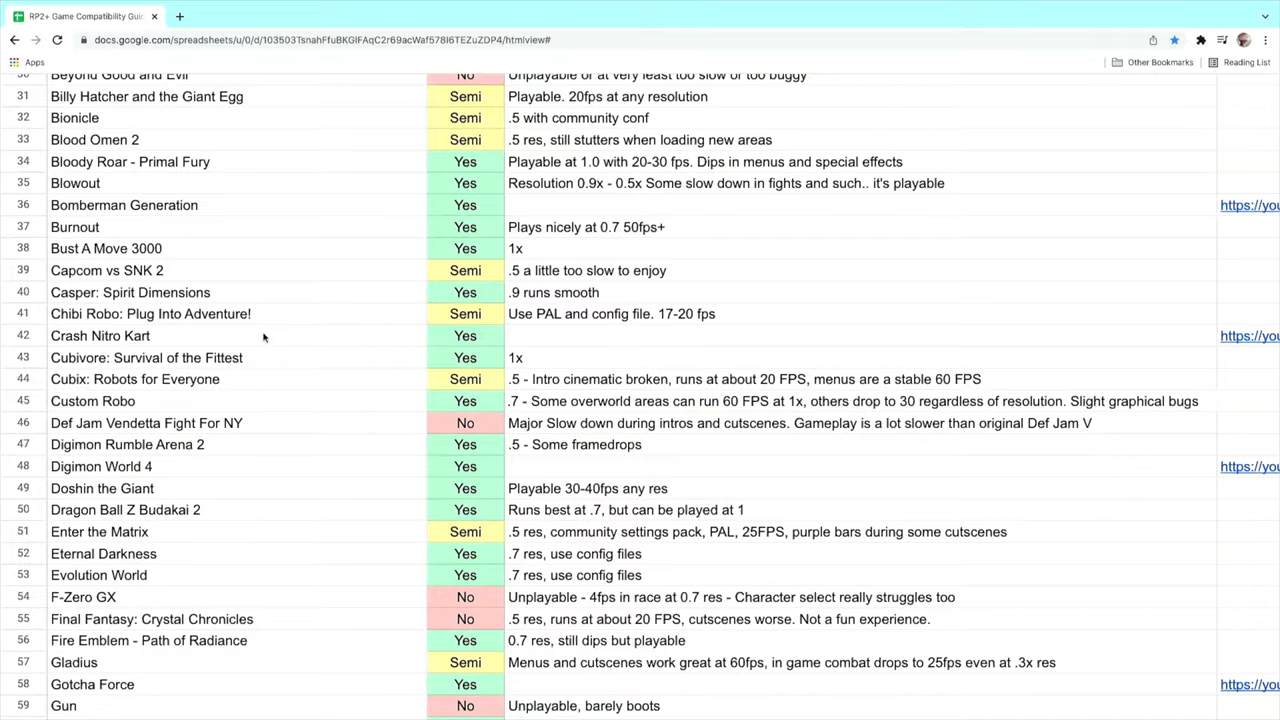 RP2+ Game Compatibility Gui
docs.google.com/spreadsheets/u/0/d/103503TsnahFfuBKGIFAqC2r69acWaf578I6TEZuZDP4/htmlview#
Apps Other Bookmarks Reading List
30 Beyond Good and Evil No Unplayable or at very least too slow or too buggy
31 Billy Hatcher and the Giant Egg Semi Playable. 20fps at any resolution
32 Bionicle Semi .5 with community conf
33 Blood Omen 2 Semi .5 res, still stutters when loading new areas
34 Bloody Roar - Primal Fury Yes Playable at 1.0 with 20-30 fps. Dips in menus and special effects
35 Blowout Yes Resolution 0.9x - 0.5x Some slow down in fights and such.. it's playable
36 Bomberman Generation Yes https://you
37 Burnout Yes Plays nicely at 0.7 50fps+
38 Bust A Move 3000 Yes 1x
39 Capcom vs SNK 2 Semi .5 a little too slow to enjoy
40 Casper: Spirit Dimensions Yes .9 runs smooth
41 Chibi Robo: Plug Into Adventure! Semi Use PAL and config file. 17-20 fps
42 Crash Nitro Kart Yes https://you
43 Cubivore: Survival of the Fittest Yes 1x
44 Cubix: Robots for Everyone Semi .5 - Intro cinematic broken, runs at about 20 FPS, menus are a stable 60 FPS
45 Custom Robo Yes .7 - Some overworld areas can run 60 FPS at 1x, others drop to 30 regardless of resolution. Slight graphical bugs
46 Def Jam Vendetta Fight For NY No Major Slow down during intros and cutscenes. Gameplay is a lot slower than original Def Jam V
47 Digimon Rumble Arena 2 Yes .5 - Some framedrops
48 Digimon World 4 Yes https://you
49 Doshin the Giant Yes Playable 30-40fps any res
50 Dragon Ball Z Budakai 2 Yes Runs best at .7, but can be played at 1
51 Enter the Matrix Semi .5 res, community settings pack, PAL, 25FPS, purple bars during some cutscenes
52 Eternal Darkness Yes .7 res, use config files
53 Evolution World Yes .7 res, use config files
54 F-Zero GX No Unplayable - 4fps in race at 0.7 res - Character select really struggles too
55 Final Fantasy: Crystal Chronicles No .5 res, runs at about 20 FPS, cutscenes worse. Not a fun experience.
56 Fire Emblem - Path of Radiance Yes 0.7 res, still dips but playable
57 Gladius Semi Menus and cutscenes work great at 60fps, in game combat drops to 25fps even at .3x res
58 Gotcha Force Yes https://you
59 Gun No Unplayable, barely boots